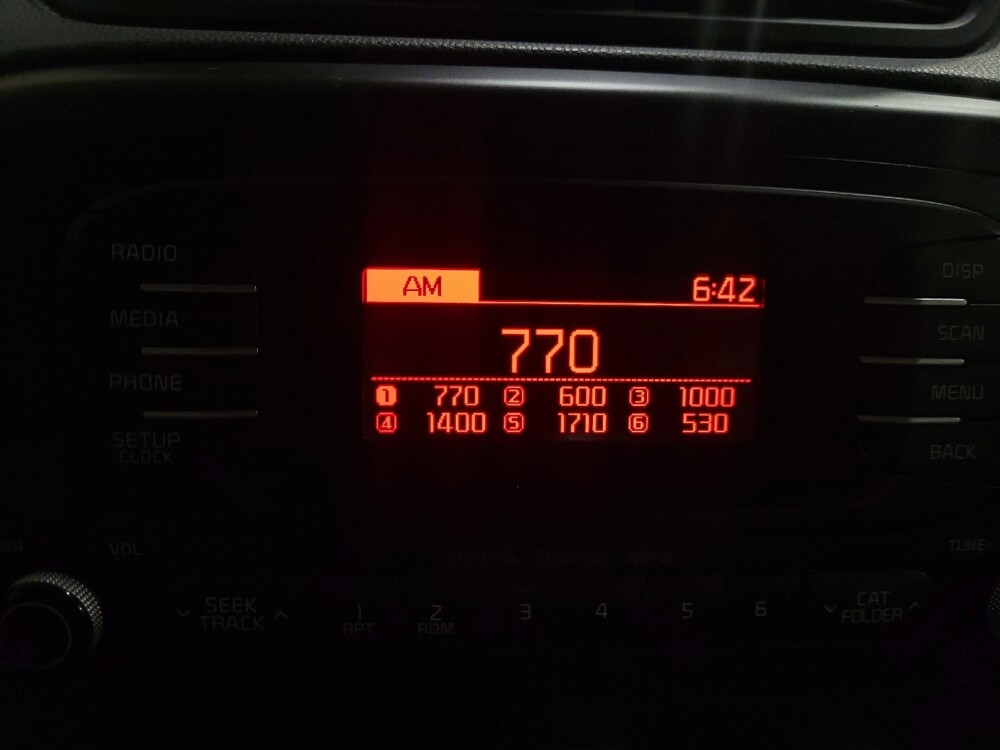 RADIO
MEDIA
PHONE
SETUP
CLOCK
AM 6:42
770
1 770 2 600 3 1000
4 1400 5 1710 6 530
DISP
SCAN
MENU
BACK
VOL
TUNE
SEEK
TRACK
1 2 3 4 5 6
RPT RDM
CAT
FOLDER